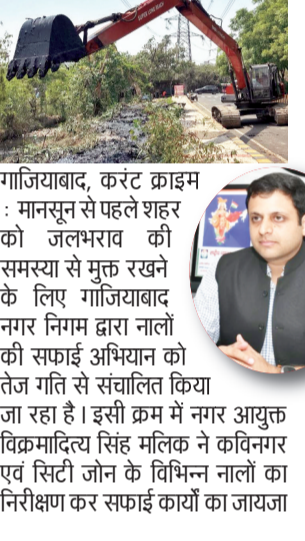 गाजियाबाद, करंट क्राइम
: मानसून से पहले शहर
को जलभराव की
समस्या से मुक्त रखने
के लिए गाजियाबाद
नगर निगम द्वारा नालों
की सफाई अभियान को
तेज गति से संचालित किया
जा रहा है। इसी क्रम में नगर आयुक्त
विक्रमादित्य सिंह मलिक ने कविनगर
एवं सिटी जोन के विभिन्न नालों का
निरीक्षण कर सफाई कार्यों का जायजा